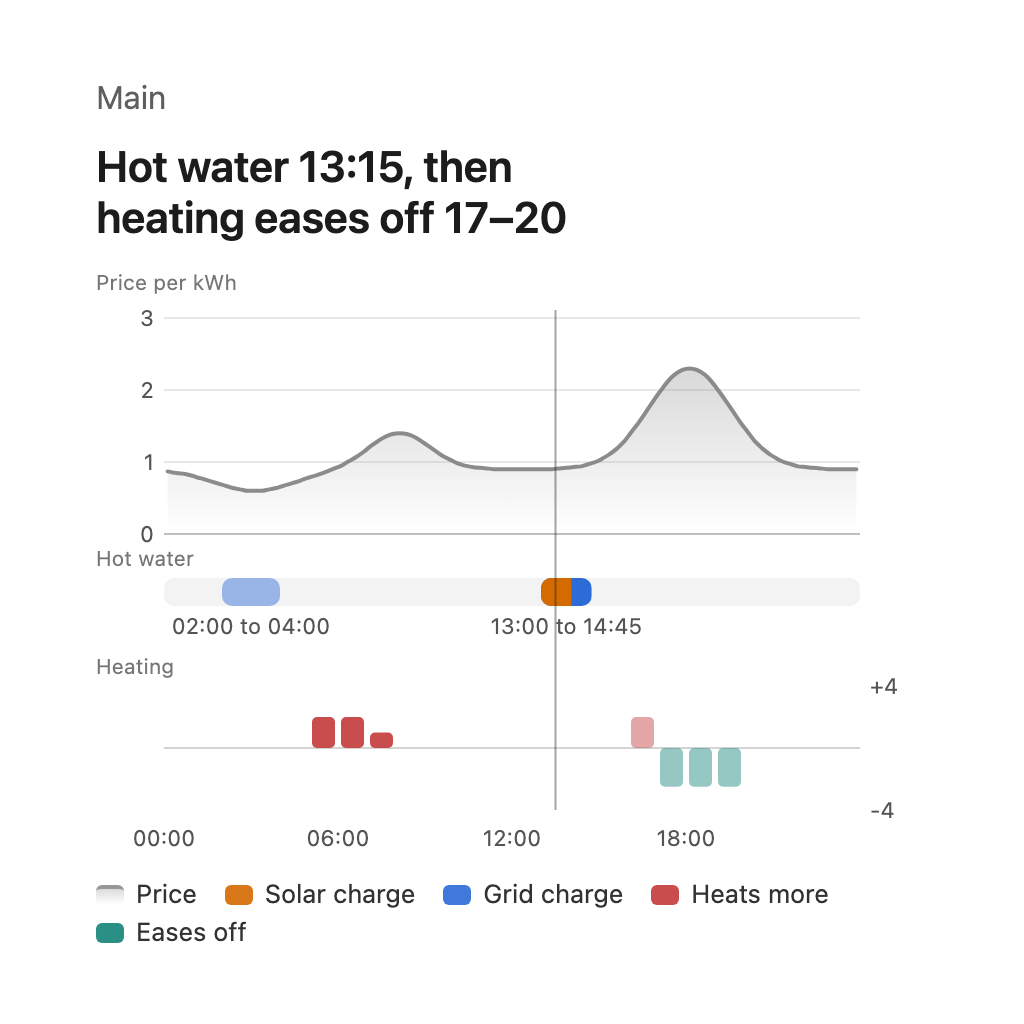 Main
Hot water 13:15, then
heating eases off 17–20
Price per kWh
3
2
1
0
Hot water
02:00 to 04:00 13:00 to 14:45
Heating
+4
-4
00:00 06:00 12:00 18:00
Price Solar charge Grid charge Heats more
Eases off